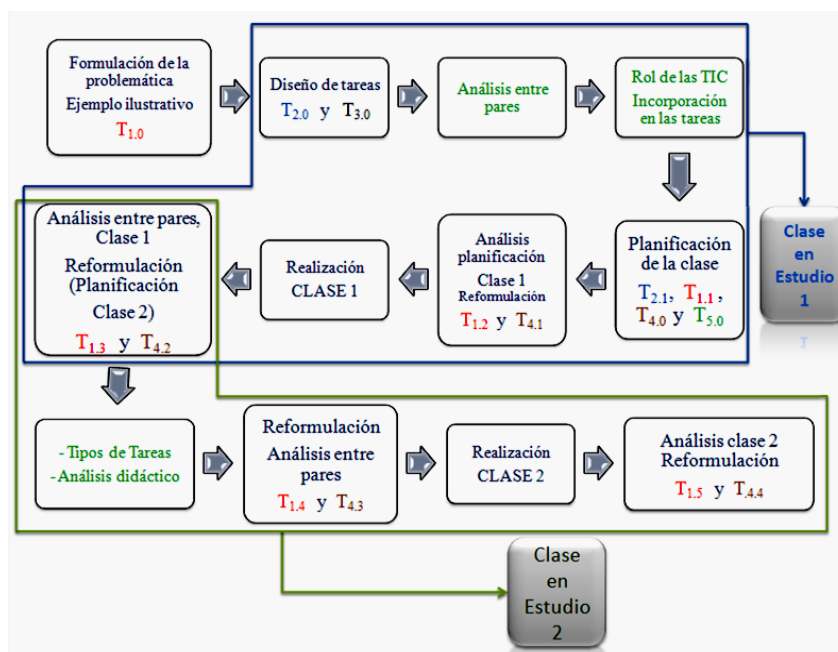 Formulación de la
problemática
Ejemplo ilustrativo
T1.0
Diseño de tareas
T2.0 y T3.0
Análisis entre
pares
Rol de las TIC
Incorporación
en las tareas
Clase
en
Estudio
1
Planificación
de la clase
T2.1, T1.1,
T4.0 y T5.0
Análisis
planificación
Clase 1
Reformulación
T1.2 y T4.1
Realización
CLASE 1
Análisis entre pares,
Clase 1
Reformulación
(Planificación
Clase 2)
T1.3 y T4.2
- Tipos de Tareas
-Análisis didáctico
Reformulación
Análisis entre
pares
T1.4 y T4.3
Realización
CLASE 2
Análisis clase 2
Reformulación
T1.5 y T.4.4
Clase
en
Estudio
2